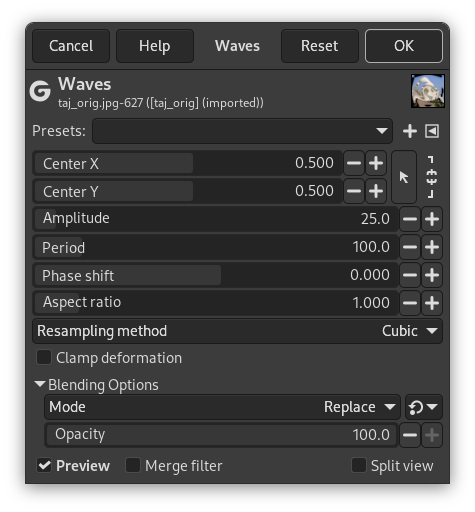 Cancel Help Waves Reset OK
Waves
taj_orig.jpg-627 ([taj_orig] (imported))
Presets:
Center X 0.500
Center Y 0.500
Amplitude 25.0
Period 100.0
Phase shift 0.000
Aspect ratio 1.000
Resampling method Cubic
Clamp deformation
Blending Options
Mode Replace
Opacity 100.0
Preview Merge filter Split view